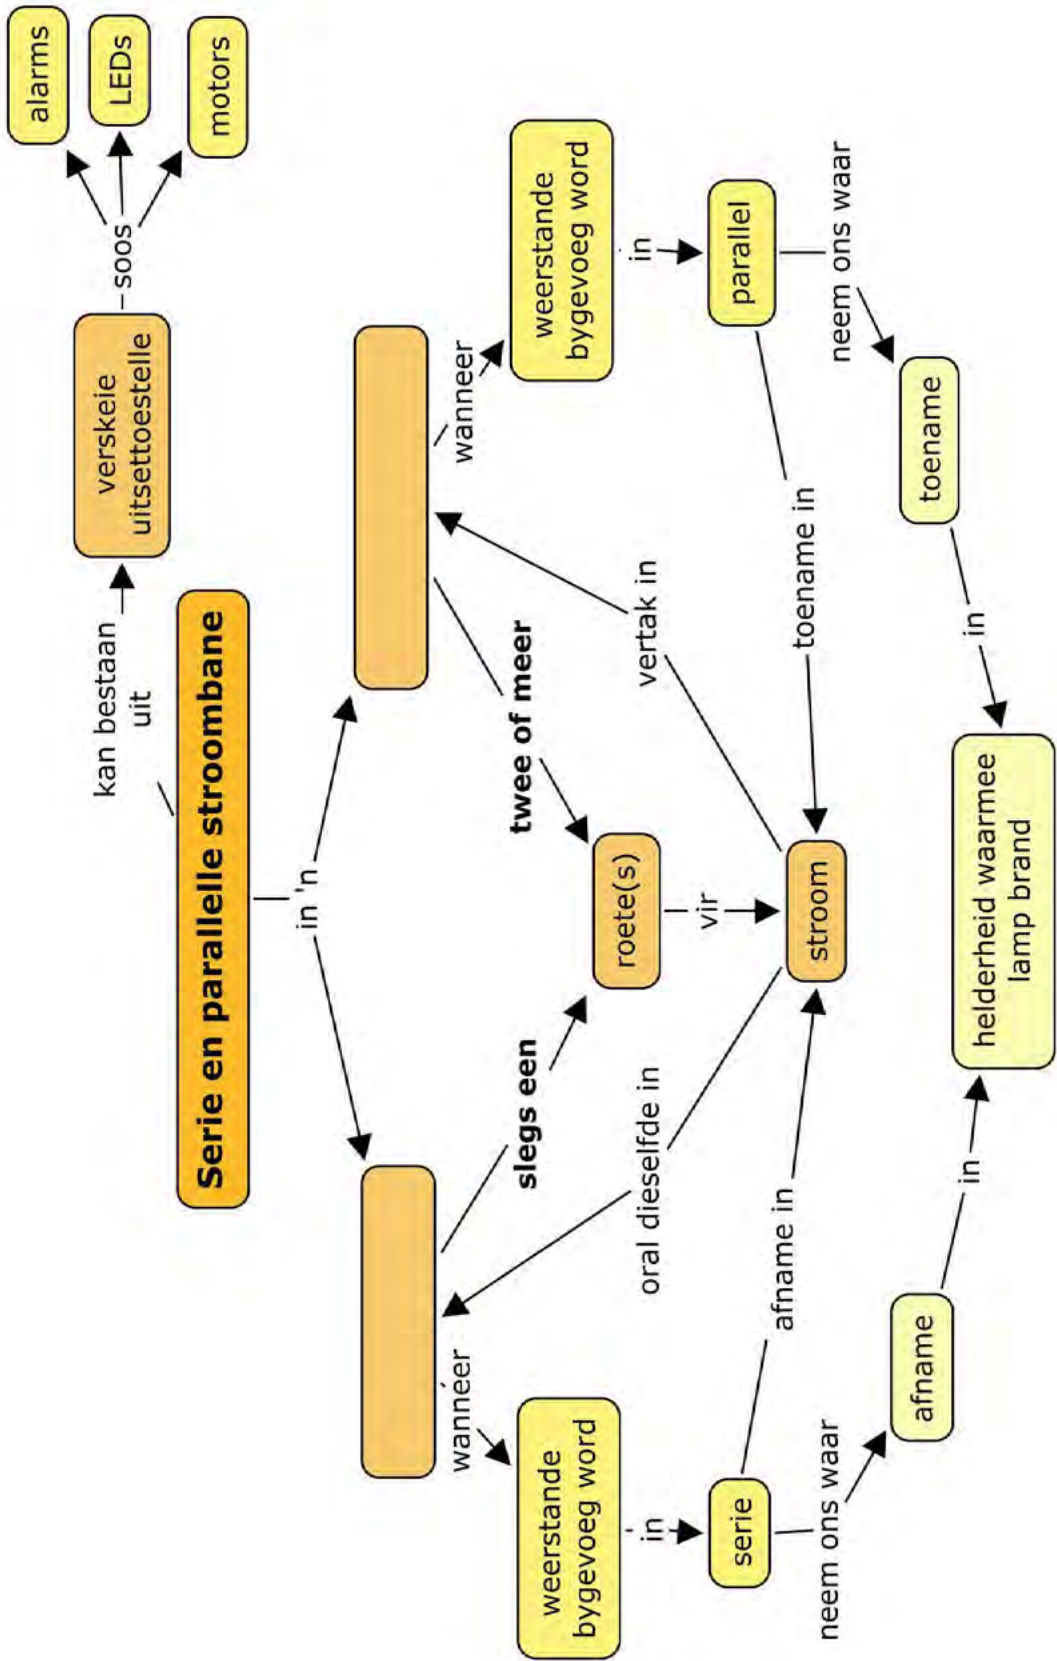 alarms
LEDs
motors
soos
verskeie
uitsettoestelle
kan bestaan
uit
Serie en parallelle stroombane
in 'n
wanneer
wanneer
weerstande
bygevoeg word
weerstande
bygevoeg word
slegs een
twee of meer
roete(s)
in
in
oral dieselfde in
vir
vertak in
serie
parallel
afname in
stroom
toename in
neem ons waar
neem ons waar
afname
toename
in
in
helderheid waarmee
lamp brand